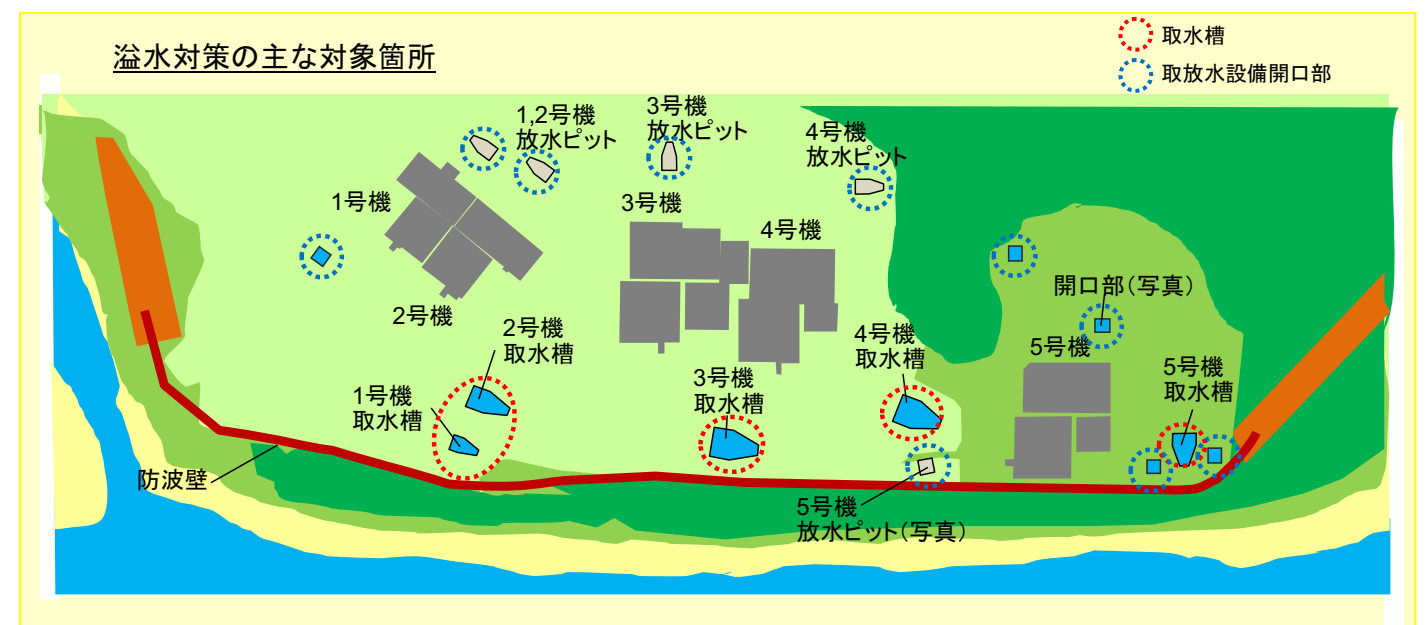 溢水対策の主な対象箇所
取水槽
取放水設備開口部
1,2号機
放水ピット
3号機
放水ピット
4号機
放水ピット
1号機
3号機
4号機
2号機
開口部(写真)
2号機
取水槽
4号機
取水槽
5号機
5号機
取水槽
3号機
取水槽
1号機
取水槽
防波壁
5号機
放水ピット(写真)